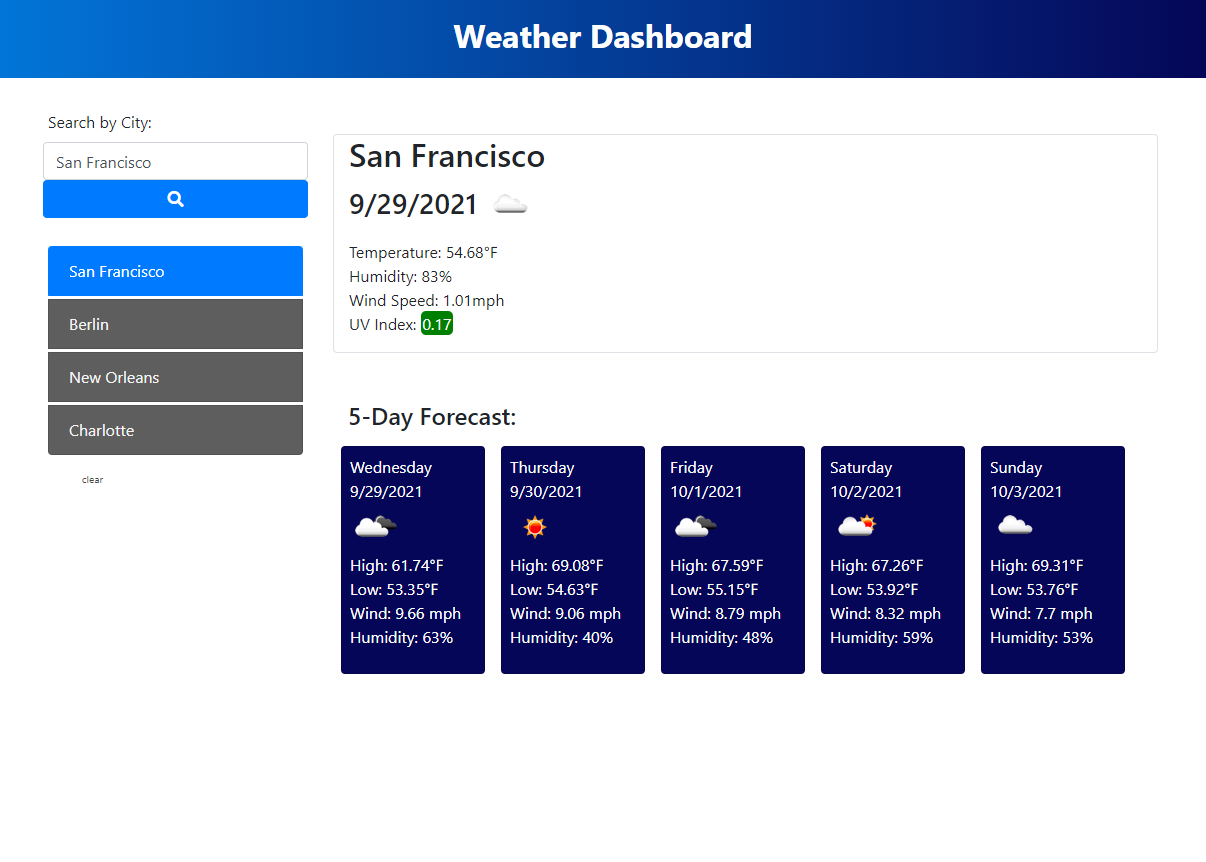 Weather Dashboard
Search by City:
San Francisco
San Francisco
Berlin
New Orleans
Charlotte
clear
San Francisco
9/29/2021
Temperature: 54.68°F
Humidity: 83%
Wind Speed: 1.01mph
UV Index: 0.17
5-Day Forecast:
Wednesday
9/29/2021
High: 61.74°F
Low: 53.35°F
Wind: 9.66 mph
Humidity: 63%
Thursday
9/30/2021
High: 69.08°F
Low: 54.63°F
Wind: 9.06 mph
Humidity: 40%
Friday
10/1/2021
High: 67.59°F
Low: 55.15°F
Wind: 8.79 mph
Humidity: 48%
Saturday
10/2/2021
High: 67.26°F
Low: 53.92°F
Wind: 8.32 mph
Humidity: 59%
Sunday
10/3/2021
High: 69.31°F
Low: 53.76°F
Wind: 7.7 mph
Humidity: 53%